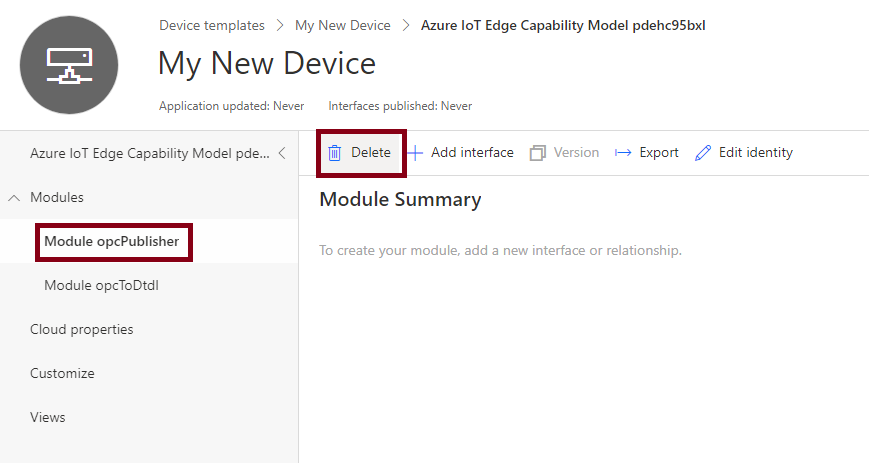 Device templates > My New Device > Azure IoT Edge Capability Model pdehc95bxl
My New Device
Application updated: Never Interfaces published: Never
Azure IoT Edge Capability Model pde...
Delete Add interface Version Export Edit identity
Modules
Module Summary
Module opcPublisher
To create your module, add a new interface or relationship.
Module opcToDtdl
Cloud properties
Customize
Views